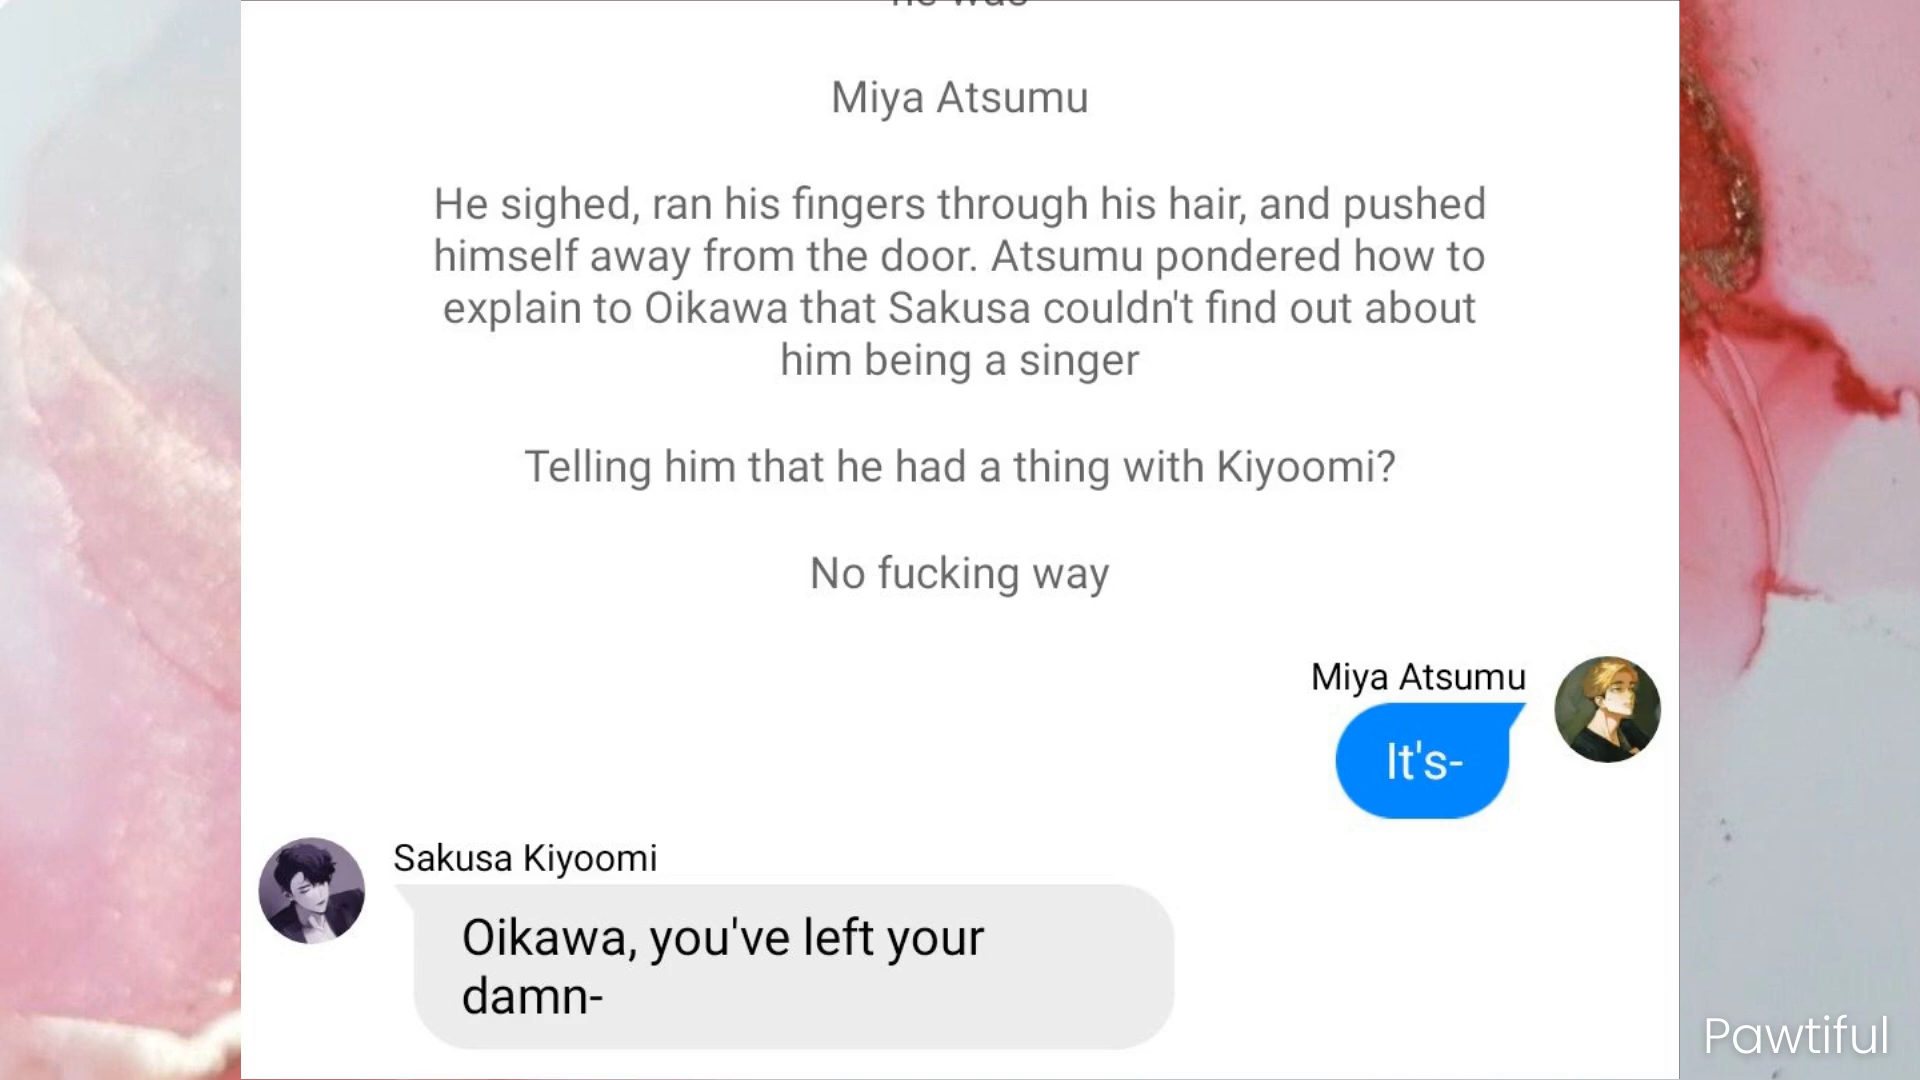 he was
Miya Atsumu
He sighed, ran his fingers through his hair, and pushed
himself away from the door. Atsumu pondered how to
explain to Oikawa that Sakusa couldn't find out about
him being a singer
Telling him that he had a thing with Kiyoomi?
No fucking way
Miya Atsumu
It's-
Sakusa Kiyoomi
Oikawa, you've left your
damn-
Pawtiful